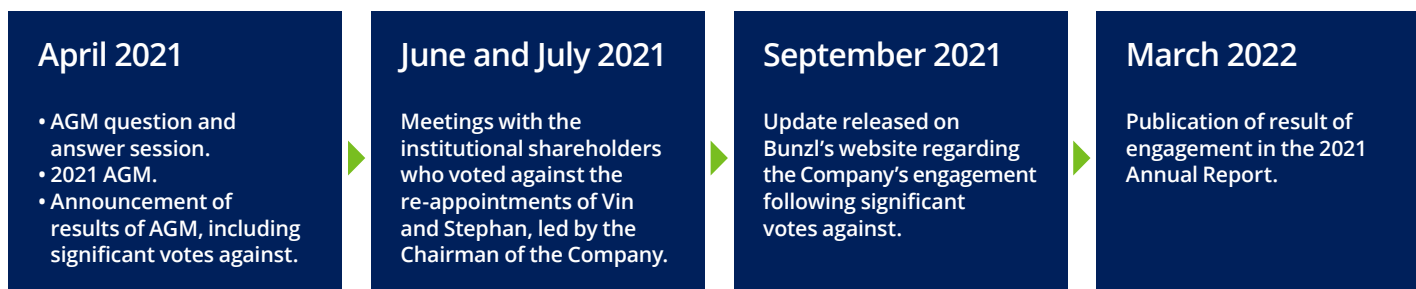 April 2021
• AGM question and
answer session.
• 2021 AGM.
• Announcement of
results of AGM, including
significant votes against.
June and July 2021
Meetings with the
institutional shareholders
who voted against the
re-appointments of Vin
and Stephan, led by the
Chairman of the Company.
September 2021
Update released on
Bunzl’s website regarding
the Company’s engagement
following significant
votes against.
March 2022
Publication of result of
engagement in the 2021
Annual Report.